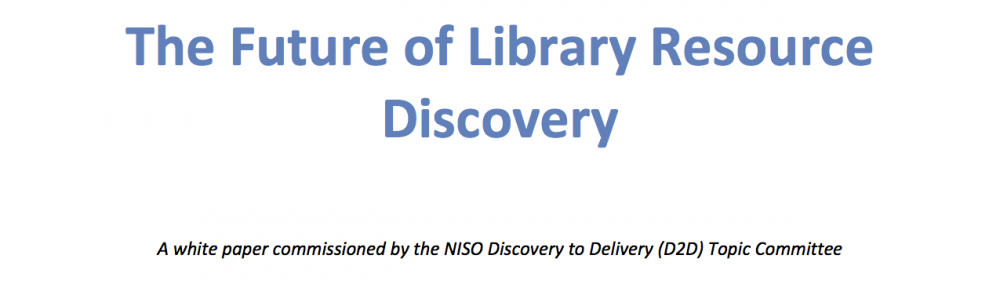 The Future of Library Resource
Discovery
A white paper commissioned by the NISO Discovery to Delivery (D2D) Topic Committee